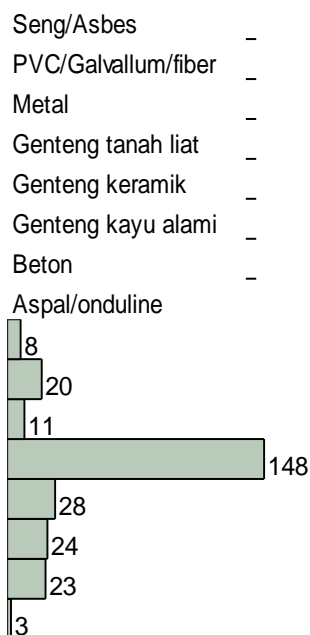 Seng/Asbes _
PVC/Galvallum/fiber _
Metal _
Genteng tanah liat _
Genteng keramik _
Genteng kayu alami _
Beton _
Aspal/onduline
8
20
11
148
28
24
23
3